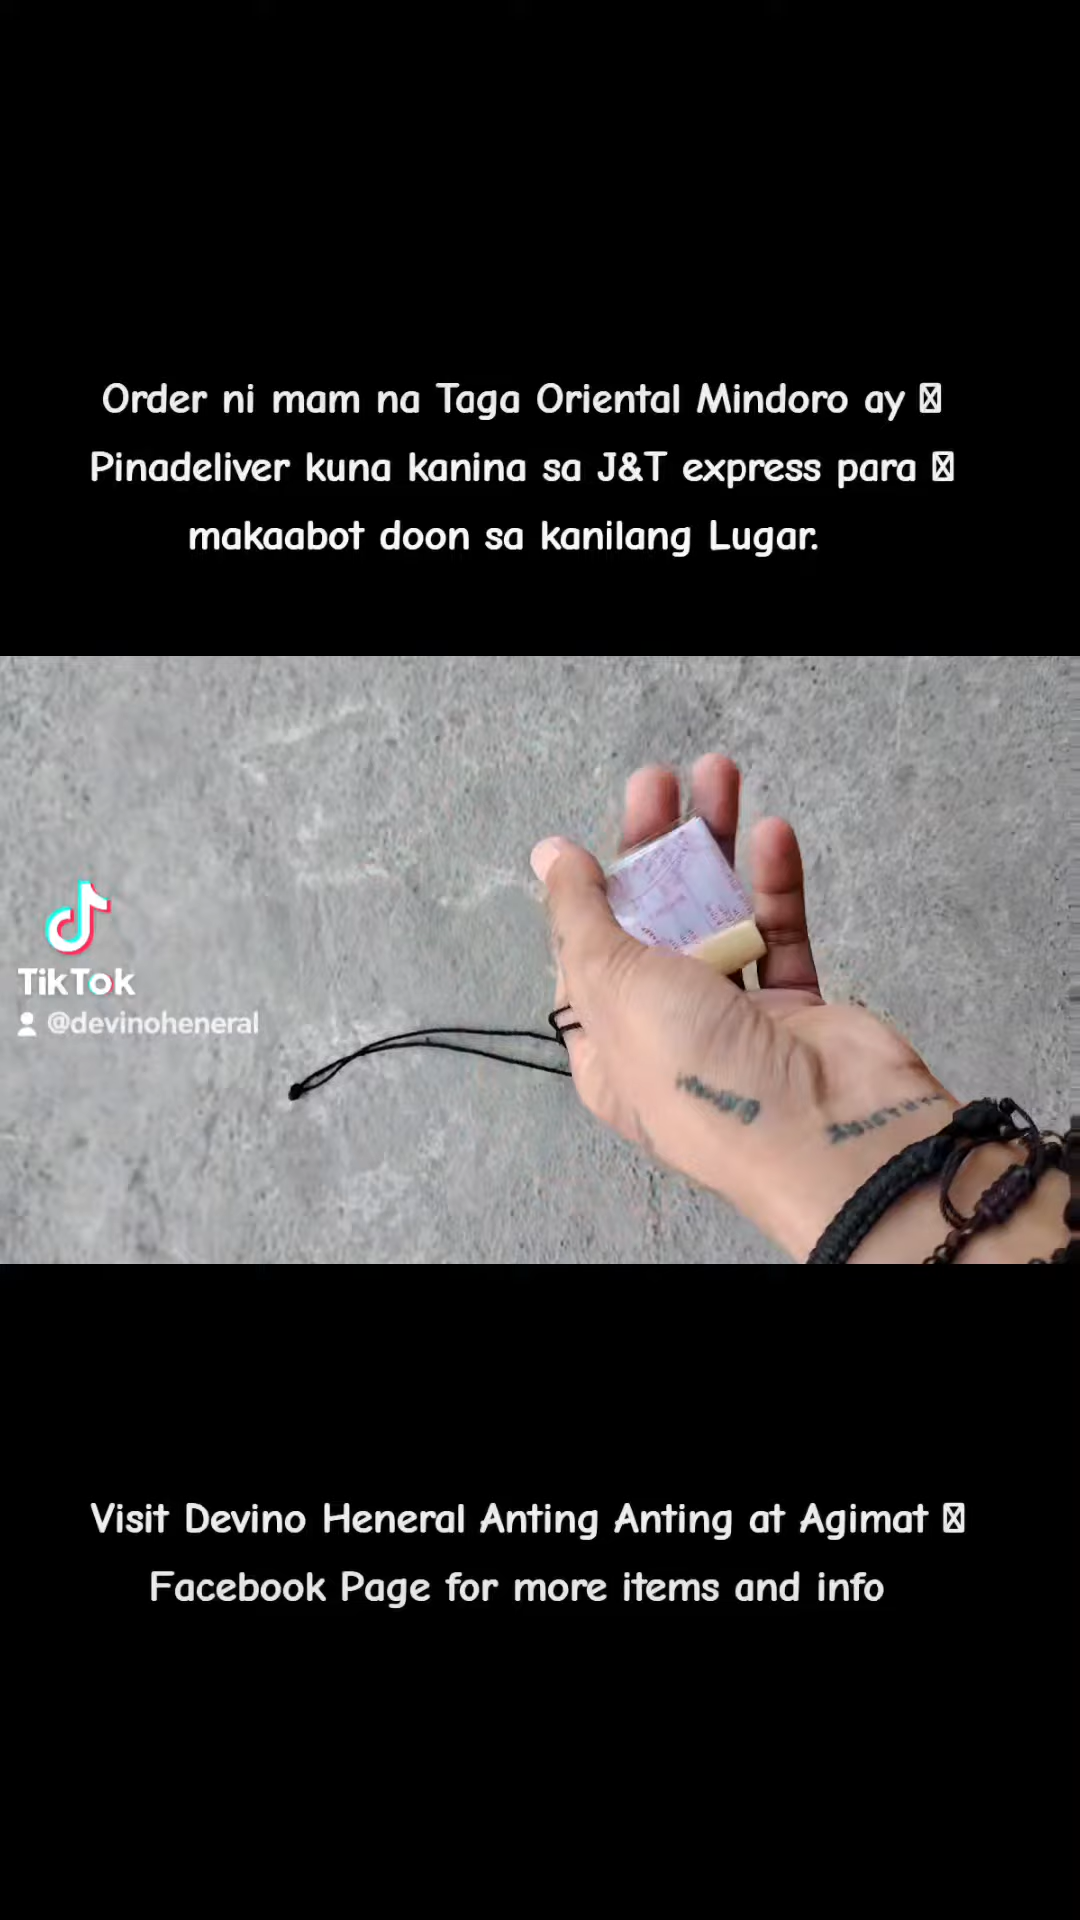 Order ni mam na Taga Oriental Mindoro ay
Pinadeliver kuna kanina sa J&T express para
makaabot doon sa kanilang Lugar.
TikTok
@devinoheneral
Visit Devino Heneral Anting Anting at Agimat
Facebook Page for more items and info